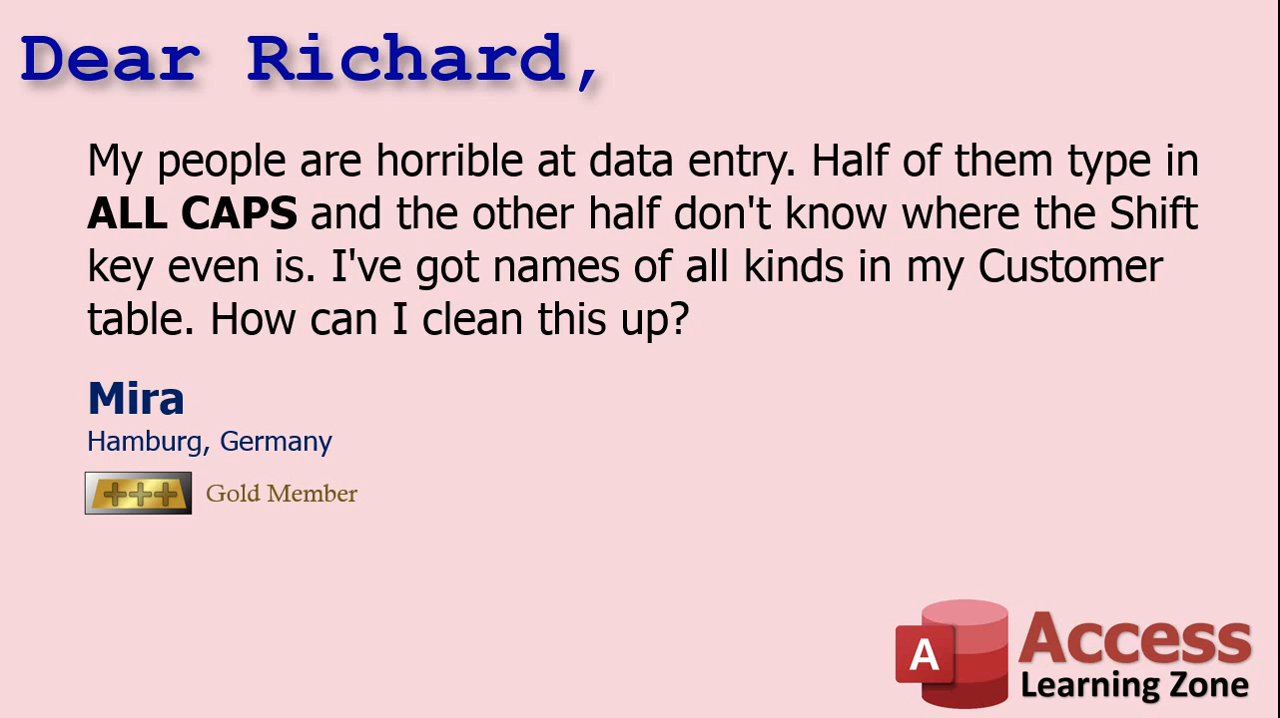 Dear Richard,
My people are horrible at data entry. Half of them type in
ALL CAPS and the other half don't know where the Shift
key even is. I've got names of all kinds in my Customer
table. How can I clean this up?
Mira
Hamburg, Germany
+++ Gold Member
A Access
Learning Zone